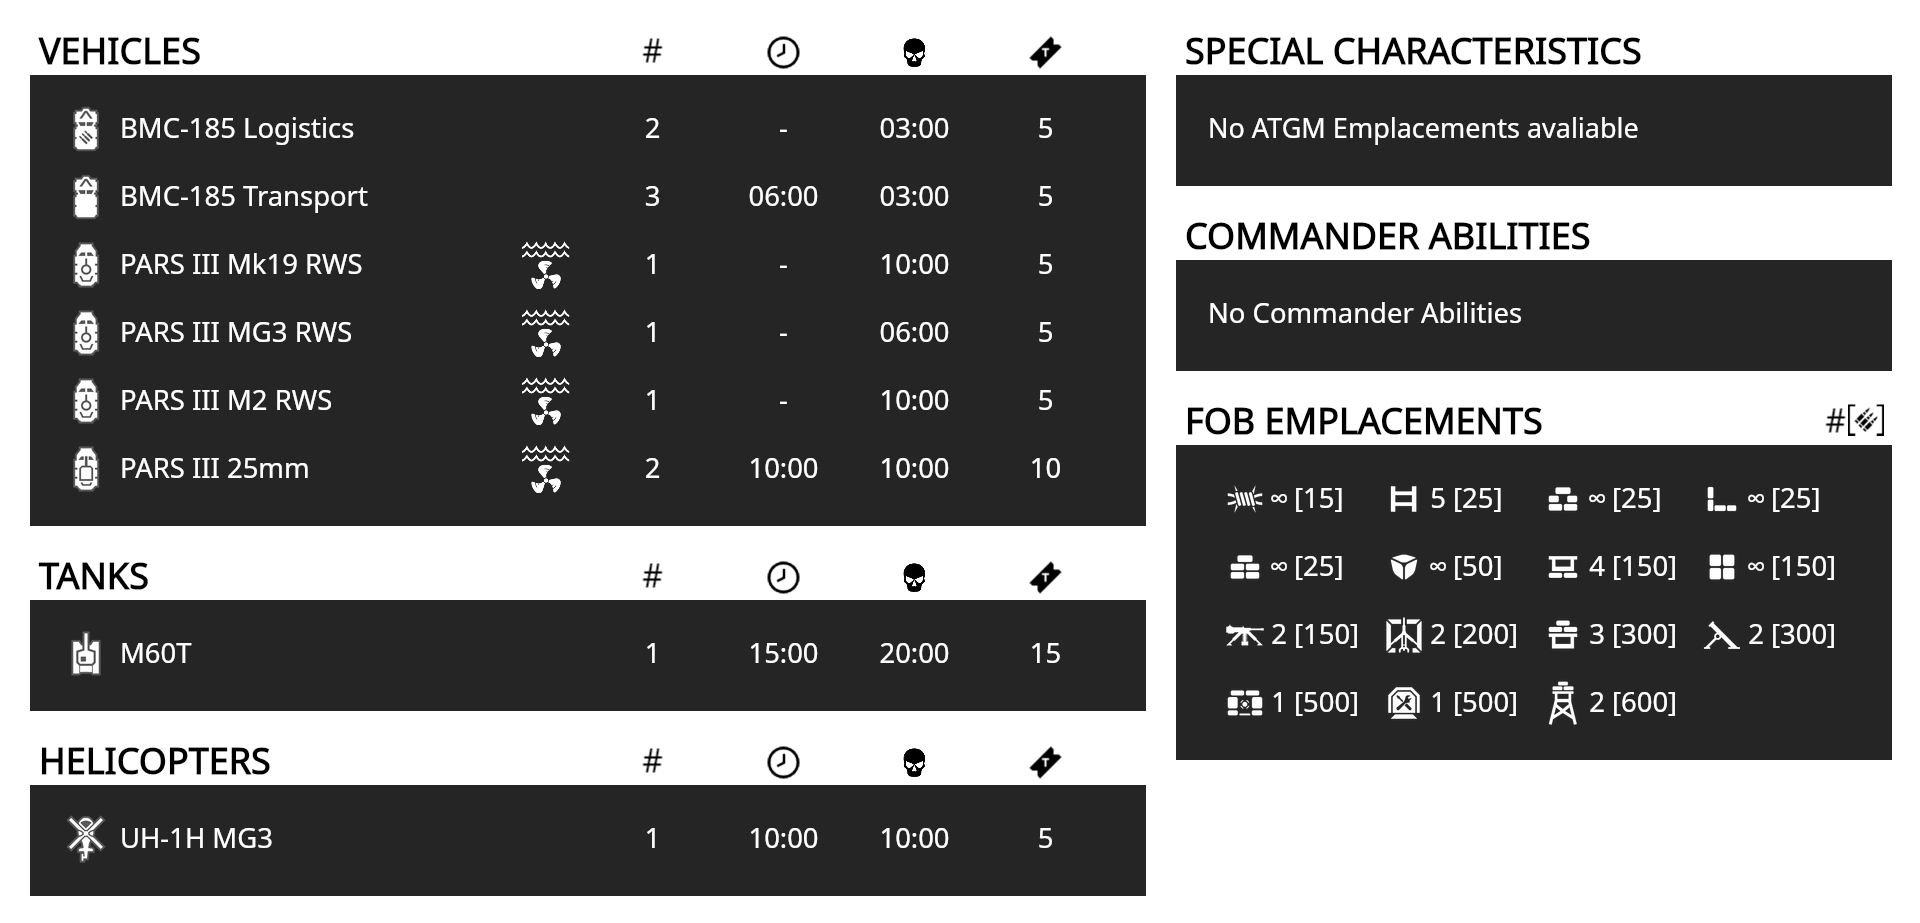 VEHICLES #
BMC-185 Logistics 2 - 03:00 5
BMC-185 Transport 3 06:00 03:00 5
PARS III Mk19 RWS 1 - 10:00 5
PARS III MG3 RWS 1 - 06:00 5
PARS III M2 RWS 1 - 10:00 5
PARS III 25mm 2 10:00 10:00 10
TANKS #
M60T 1 15:00 20:00 15
HELICOPTERS #
UH-1H MG3 1 10:00 10:00 5
SPECIAL CHARACTERISTICS
No ATGM Emplacements avaliable
COMMANDER ABILITIES
No Commander Abilities
FOB EMPLACEMENTS #[]
∞ [15] 5 [25] ∞ [25] ∞ [25]
∞ [25] ∞ [50] 4 [150] ∞ [150]
2 [150] 2 [200] 3 [300] 2 [300]
1 [500] 1 [500] 2 [600]